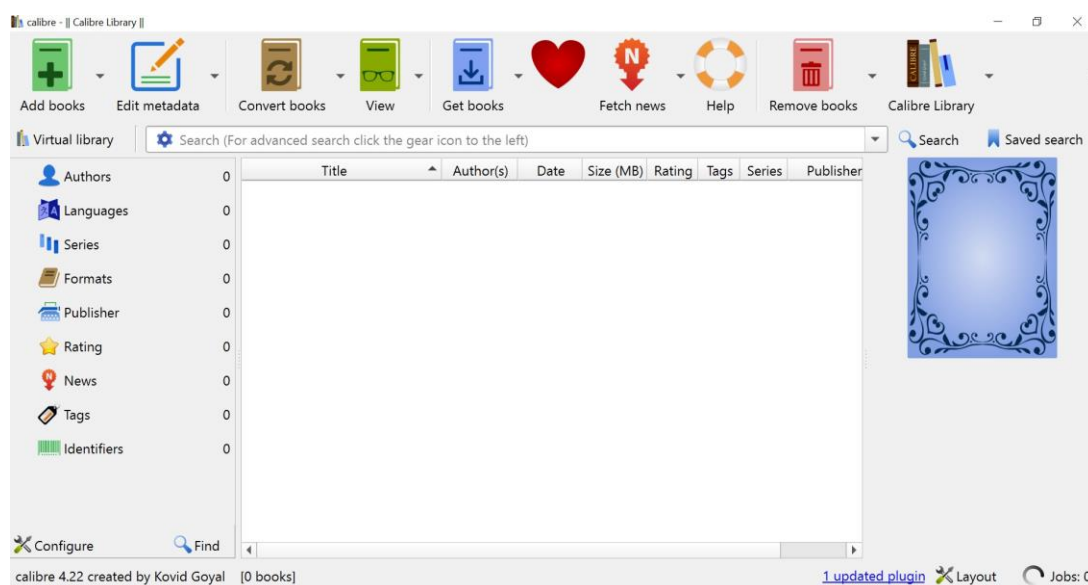 calibre - || Calibre Library ||
Add books Edit metadata Convert books View Get books Fetch news Help Remove books Calibre Library
Virtual library Search (For advanced search click the gear icon to the left) Search Saved search
Title Author(s) Date Size (MB) Rating Tags Series Publisher
Authors 0
Languages 0
Series 0
Formats 0
Publisher 0
Rating 0
News 0
Tags 0
Identifiers 0
Configure Find
calibre 4.22 created by Kovid Goyal [0 books] 1 updated plugin Layout Jobs: